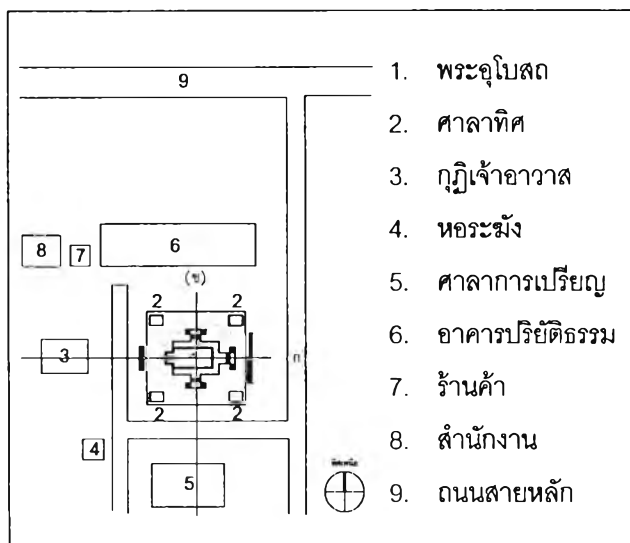 9
1. พระอุโบสถ
2. ศาลาทิศ
3. กุฏิเจ้าอาวาส
4. หอระฆัง
5. ศาลาการเปรียญ
6. อาคารปริยัติธรรม
7. ร้านค้า
8. สำนักงาน
9. ถนนสายหลัก
8 7 6
(ข)
2 2
3 1 ก
2 2
4
5